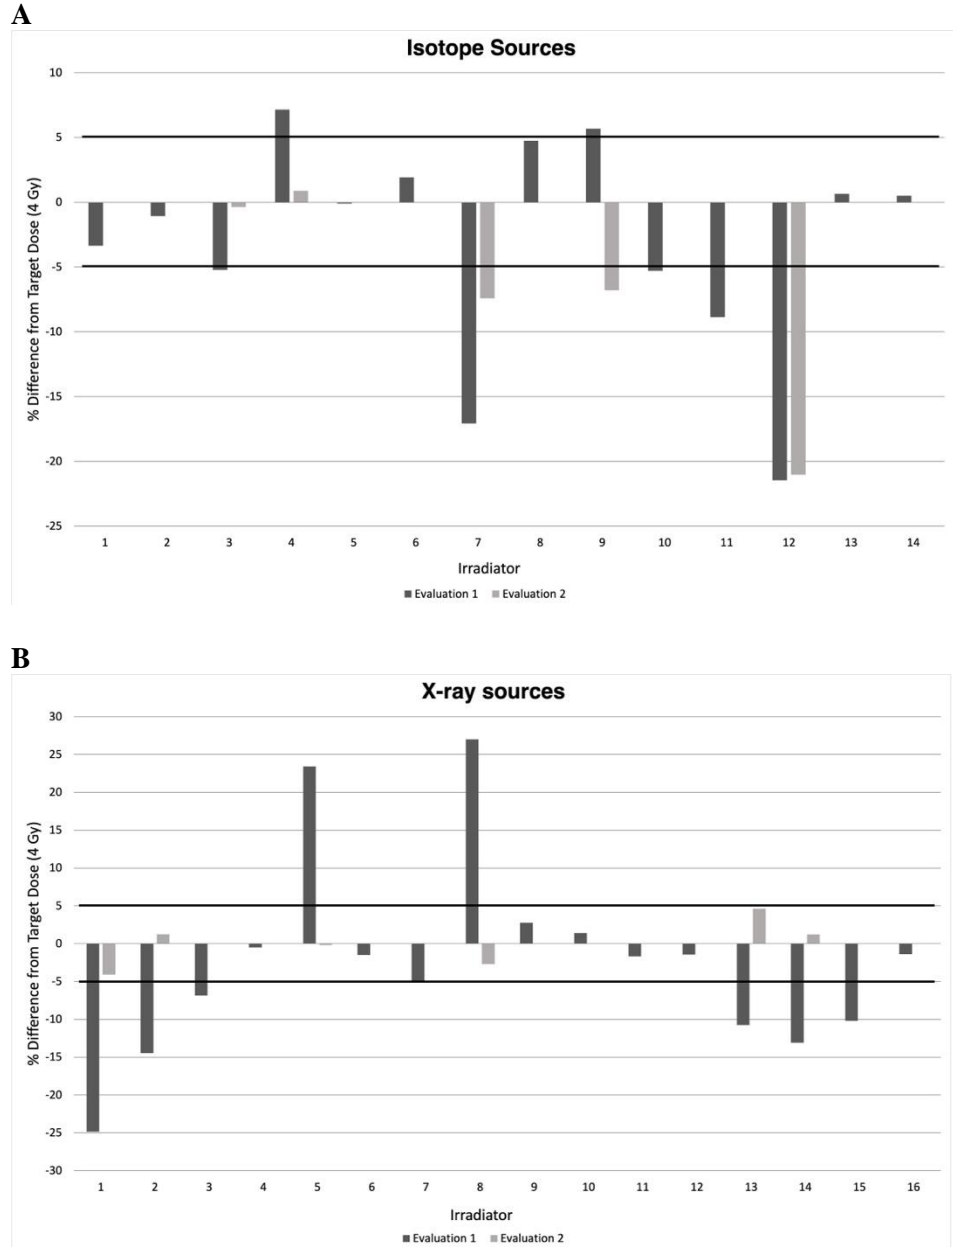 A
Isotope Sources
% Difference from Target Dose (4 Gy)
10
5
0
-5
-10
-15
-20
-25
1 2 3 4 5 6 7 8 9 10 11 12 13 14
Irradiator
Evaluation 1 Evaluation 2
B
X-ray sources
% Difference from Target Dose (4 Gy)
30
25
20
15
10
5
0
-5
-10
-15
-20
-25
-30
1 2 3 4 5 6 7 8 9 10 11 12 13 14 15 16
Irradiator
Evaluation 1 Evaluation 2